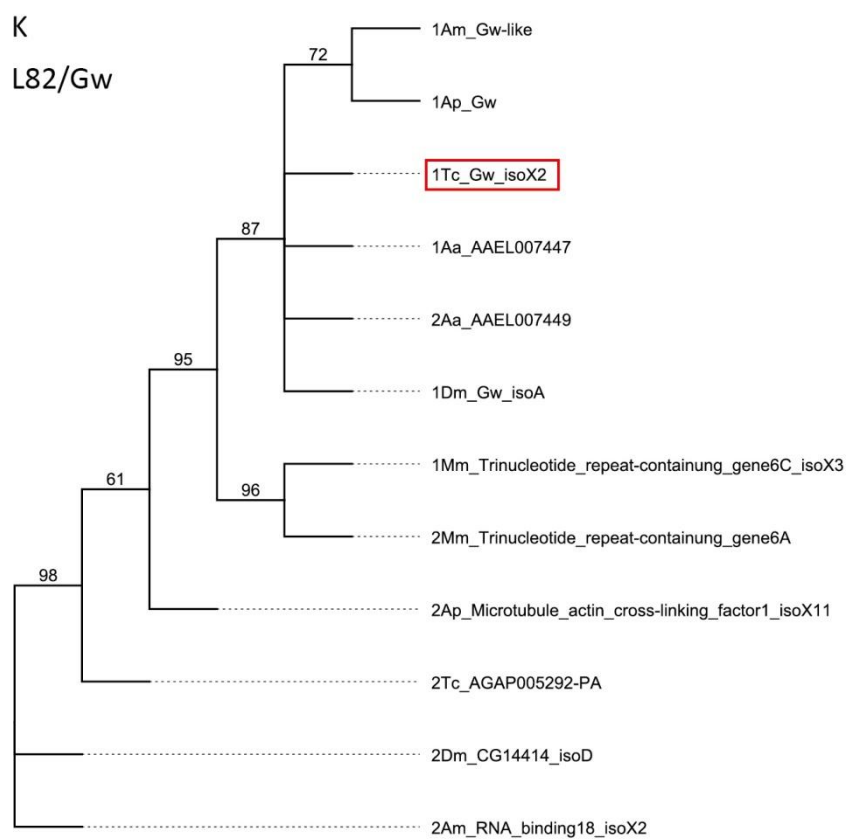 K
L82/Gw
72
1Am_Gw-like
1Ap_Gw
1Tc_Gw_isoX2
87
1Aa_AAEL007447
2Aa_AAEL007449
95
1Dm_Gw_isoA
1Mm_Trinucleotide_repeat-containung_gene6C_isoX3
61
96
2Mm_Trinucleotide_repeat-containung_gene6A
98
2Ap_Microtubule_actin_cross-linking_factor1_isoX11
2Tc_AGAP005292-PA
2Dm_CG14414_isoD
2Am_RNA_binding18_isoX2